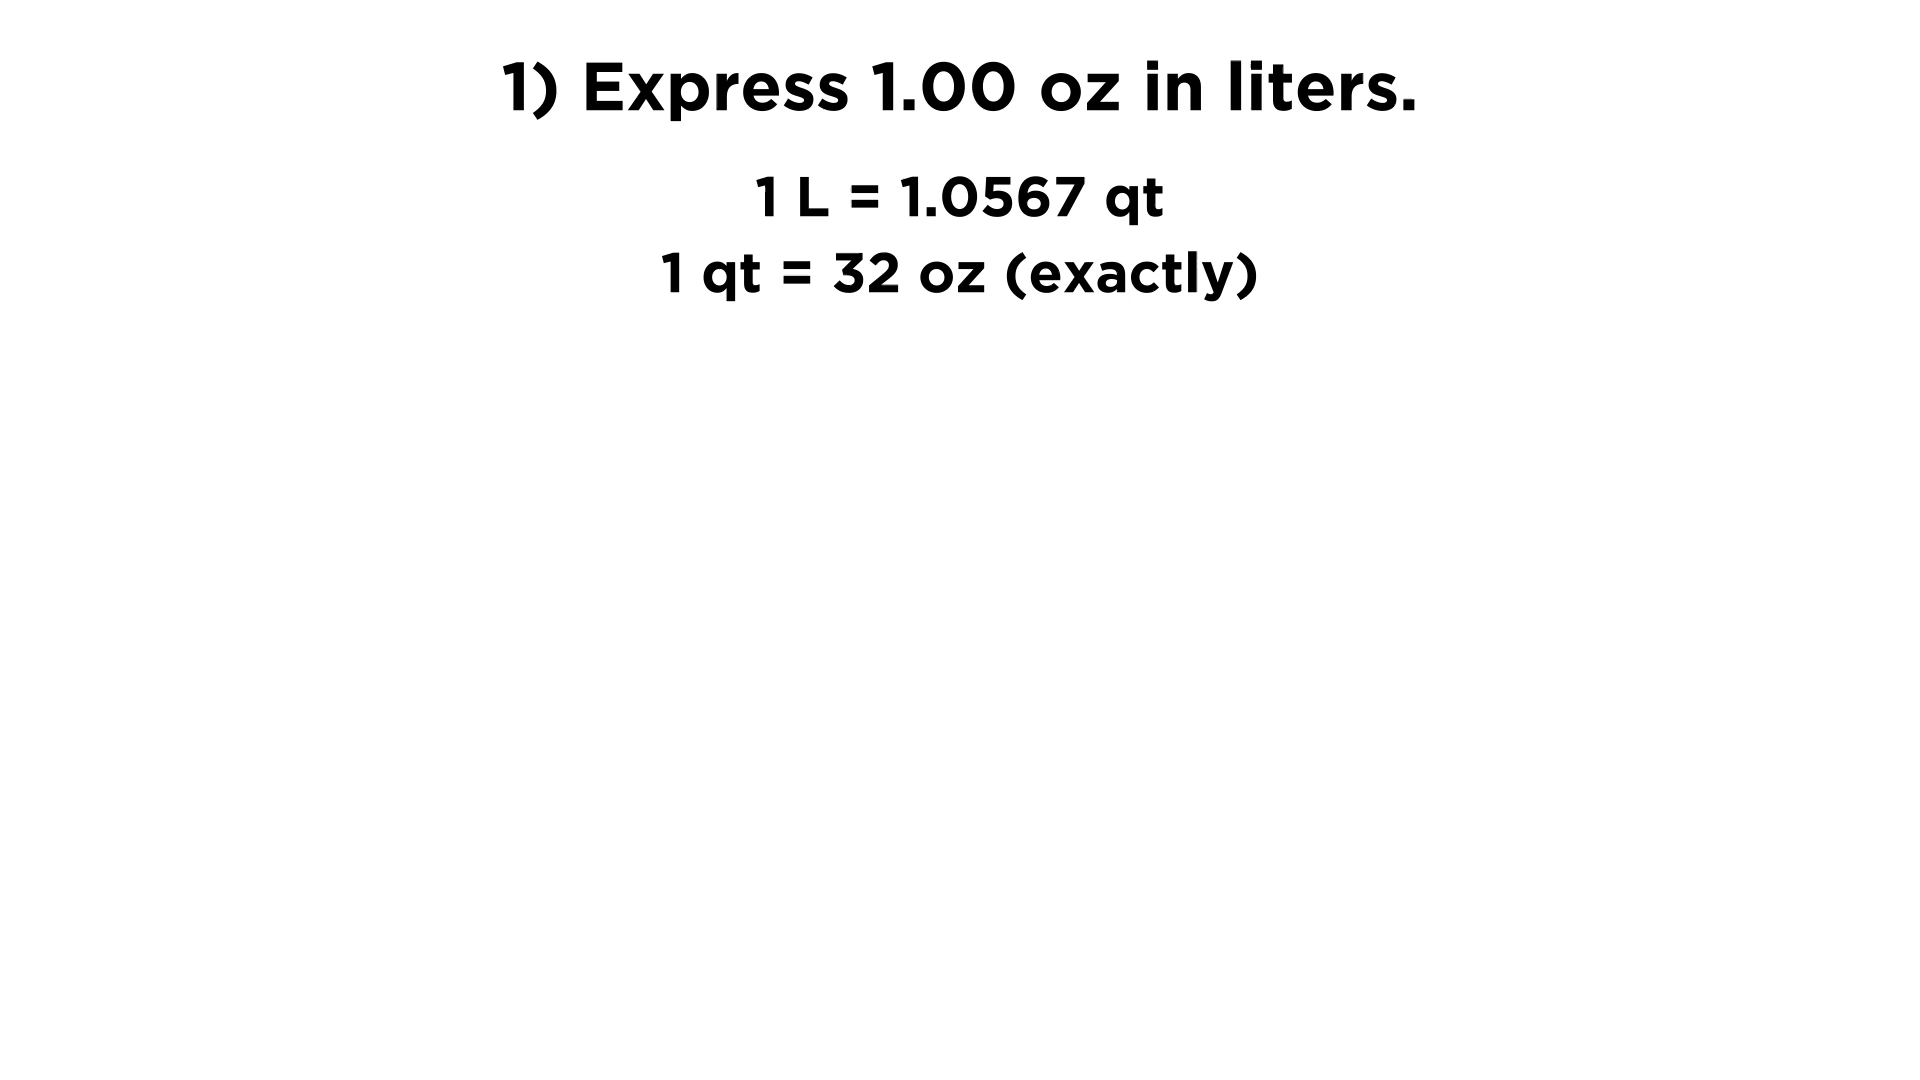 1) Express 1.00 oz in liters.
1 L = 1.0567 qt
1 qt = 32 oz (exactly)